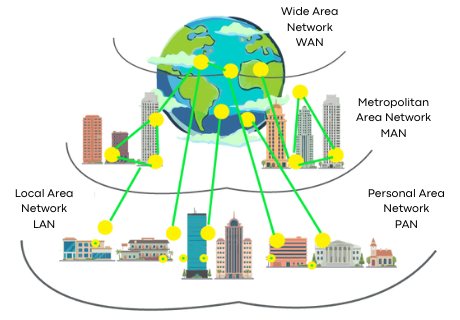 Wide Area
Network
WAN
Metropolitan
Area Network
MAN
Local Area
Network
LAN
Personal Area
Network
PAN